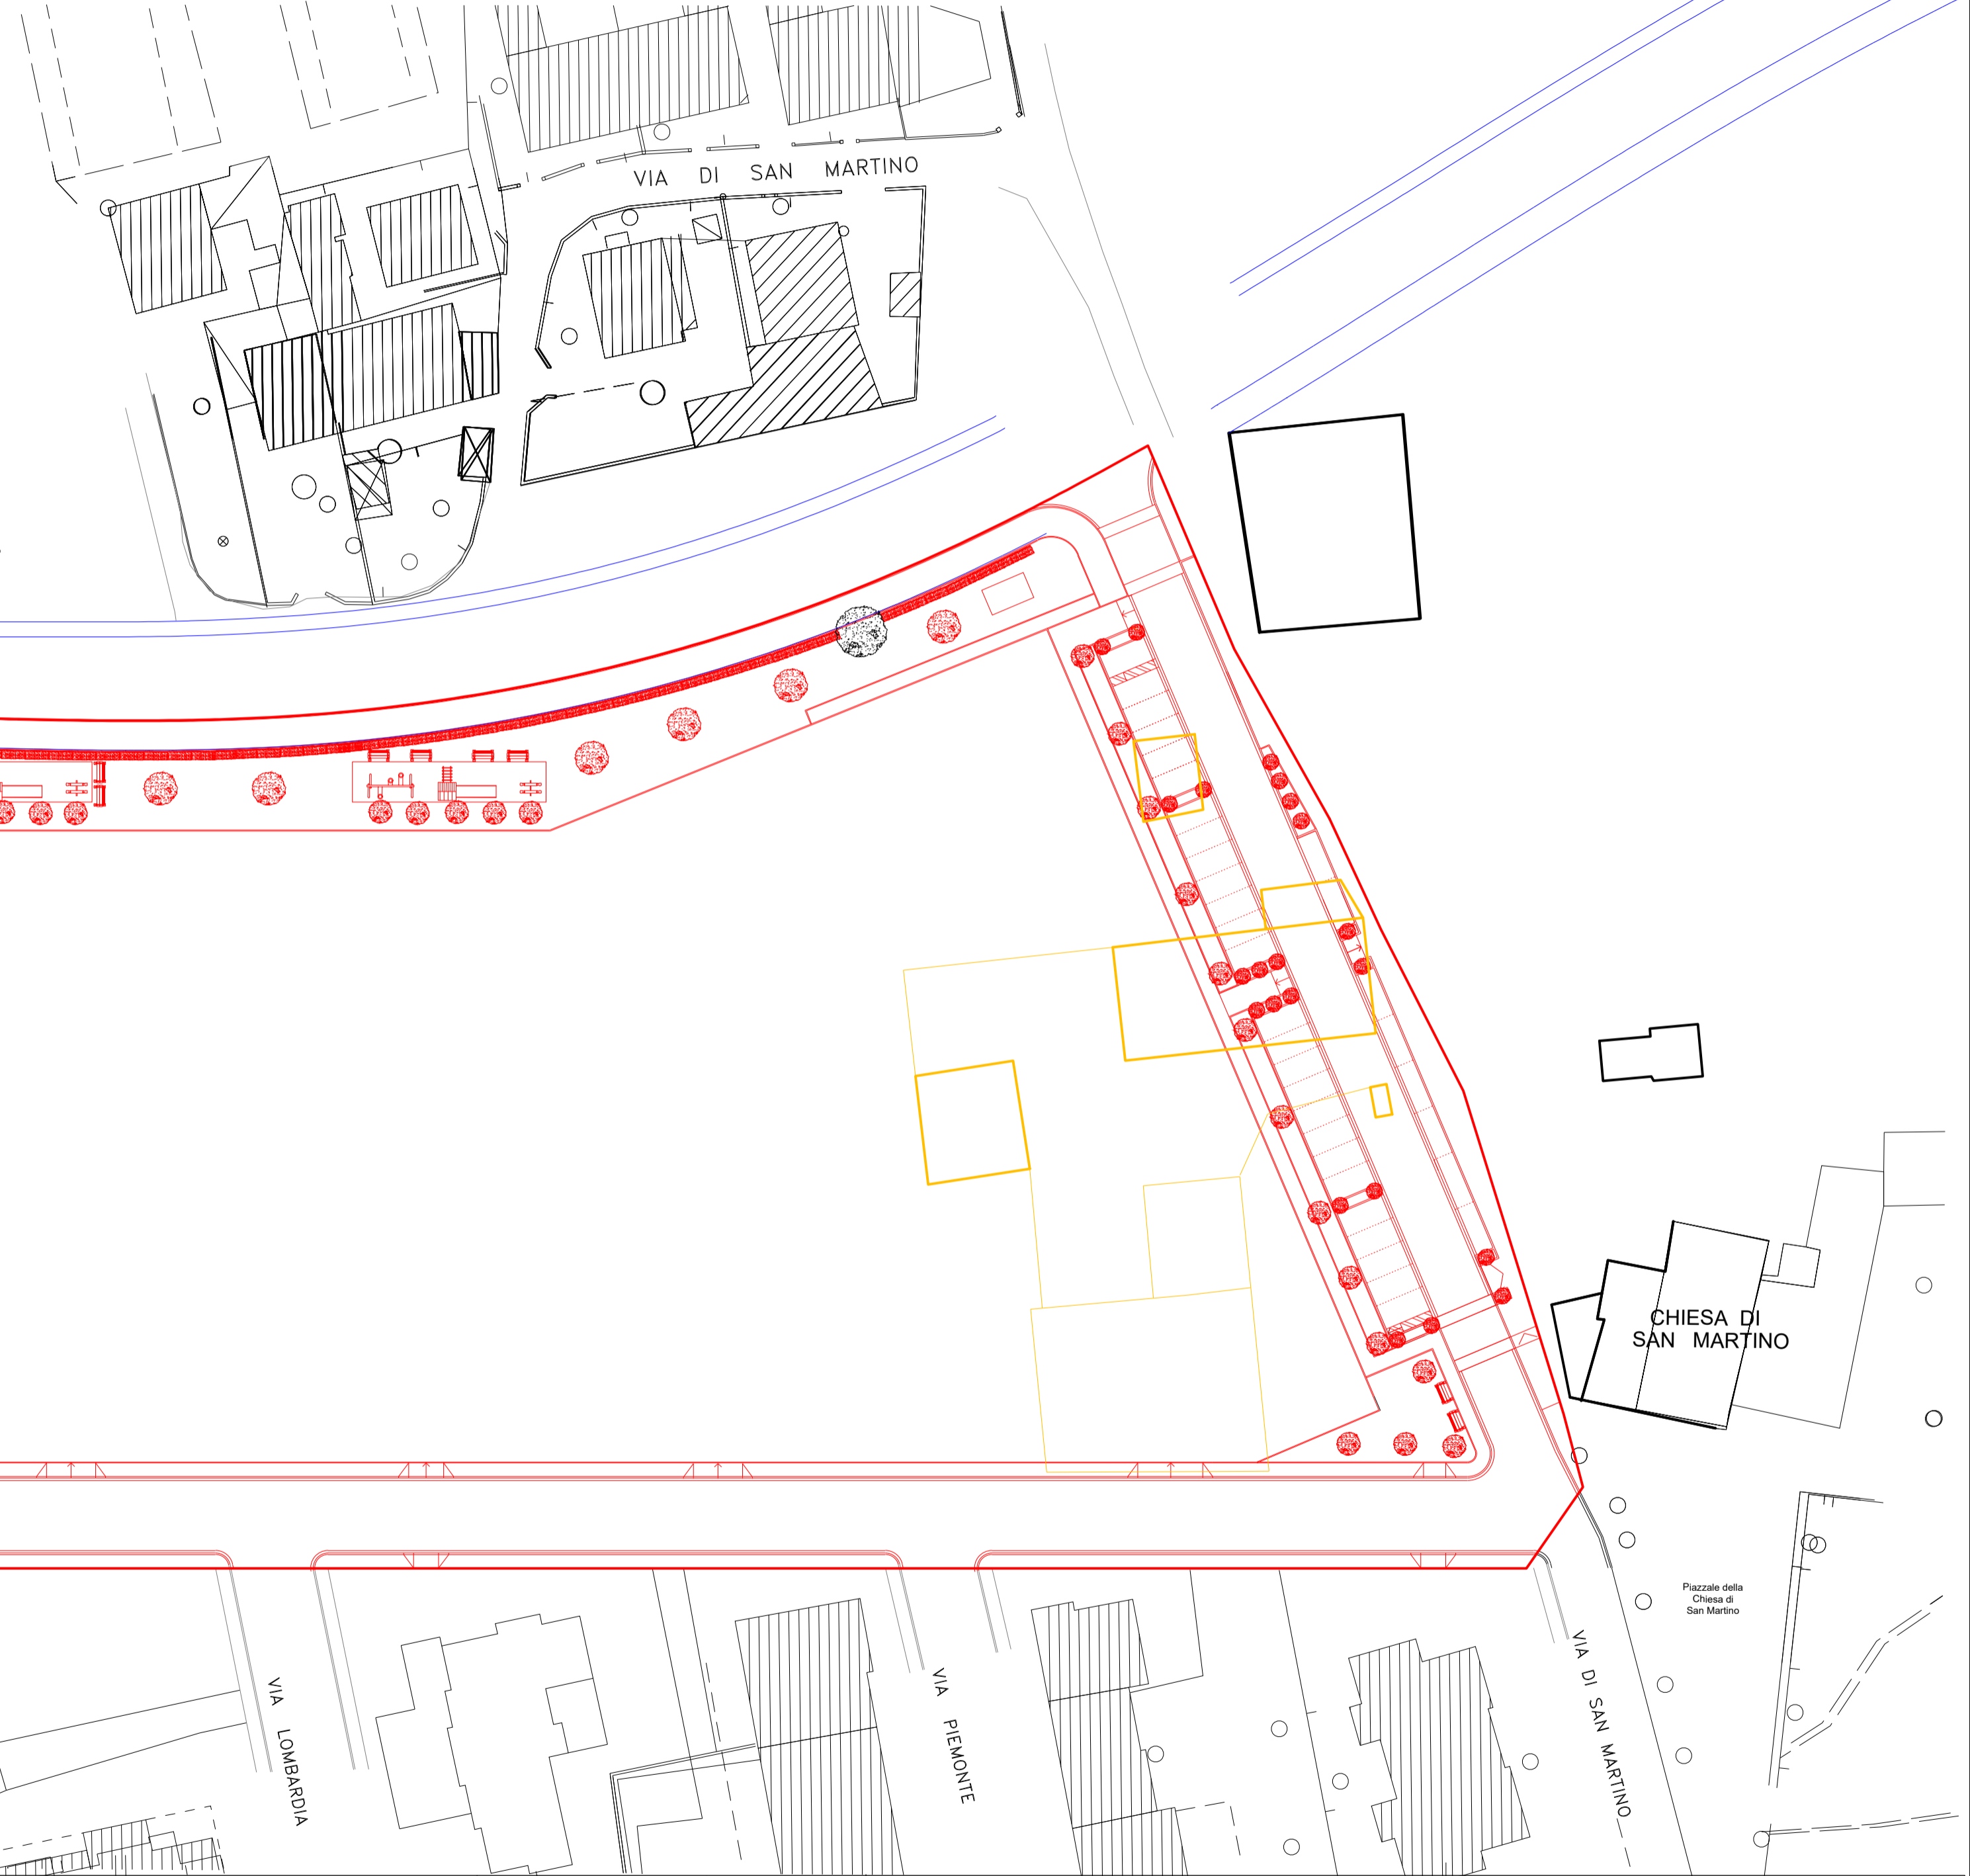 VIA DI SAN MARTINO
CHIESA DI
SAN MARTINO
Piazzale della
Chiesa di
San Martino
VIA LOMBARDIA
VIA PIEMONTE
VIA DI SAN MARTINO